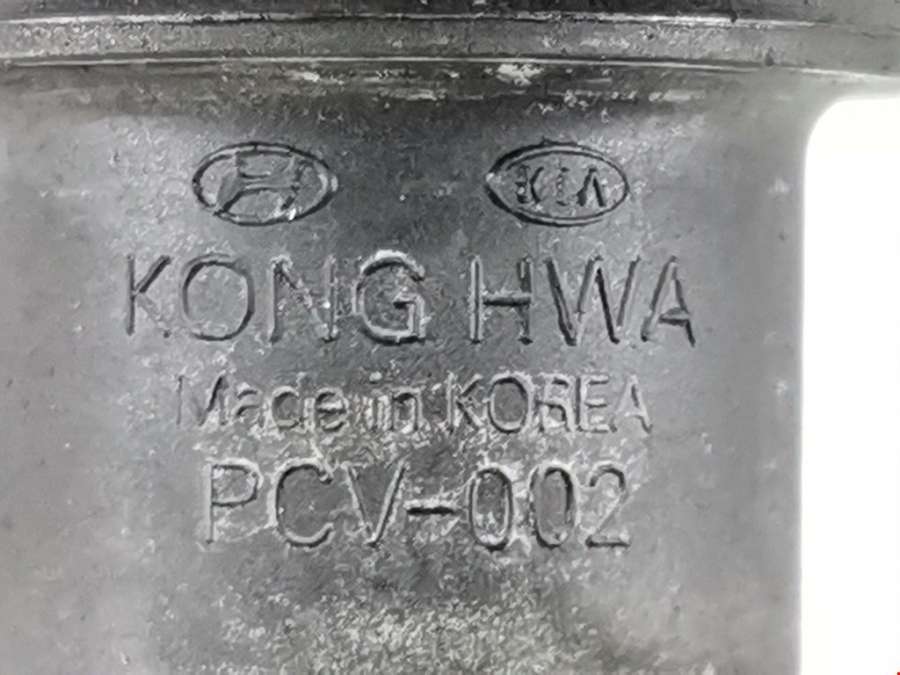 KIA
KONG HWA
Made in KOREA
PCV-002